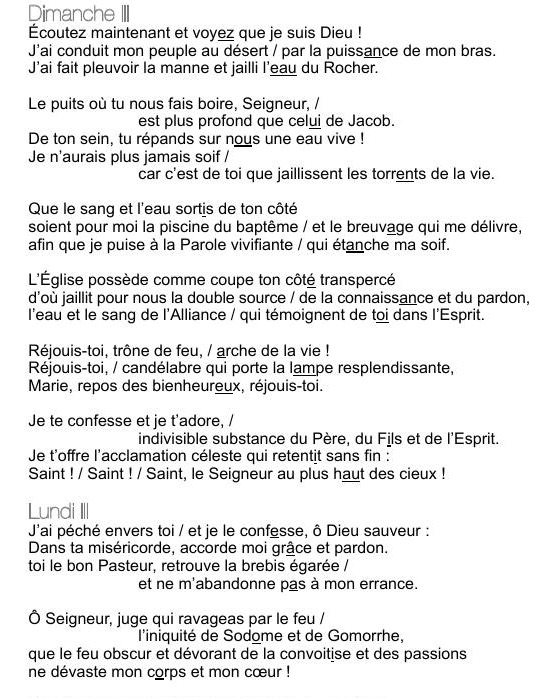 Dimanche III
Écoutez maintenant et voyez que je suis Dieu !
J’ai conduit mon peuple au désert / par la puissance de mon bras.
J’ai fait pleuvoir la manne et jailli l’eau du Rocher.
Le puits où tu nous fais boire, Seigneur, /
est plus profond que celui de Jacob.
De ton sein, tu répands sur nous une eau vive !
Je n’aurais plus jamais soif /
car c’est de toi que jaillissent les torrents de la vie.
Que le sang et l’eau sortis de ton côté
soient pour moi la piscine du baptême / et le breuvage qui me délivre,
afin que je puise à la Parole vivifiante / qui étanche ma soif.
L’Église possède comme coupe ton côté transpercé
d’où jaillit pour nous la double source / de la connaissance et du pardon,
l’eau et le sang de l’Alliance / qui témoignent de toi dans l’Esprit.
Réjouis-toi, trône de feu, / arche de la vie !
Réjouis-toi, / candélabre qui porte la lampe resplendissante,
Marie, repos des bienheureux, réjouis-toi.
Je te confesse et je t’adore, /
indivisible substance du Père, du Fils et de l’Esprit.
Je t’offre l’acclamation céleste qui retentit sans fin :
Saint ! / Saint ! / Saint, le Seigneur au plus haut des cieux !
Lundi III
J’ai péché envers toi / et je le confesse, ô Dieu sauveur :
Dans ta miséricorde, accorde moi grâce et pardon.
toi le bon Pasteur, retrouve la brebis égarée /
et ne m’abandonne pas à mon errance.
Ô Seigneur, juge qui ravageas par le feu /
l’iniquité de Sodome et de Gomorrhe,
que le feu obscur et dévorant de la convoitise et des passions
ne dévaste mon corps et mon cœur !